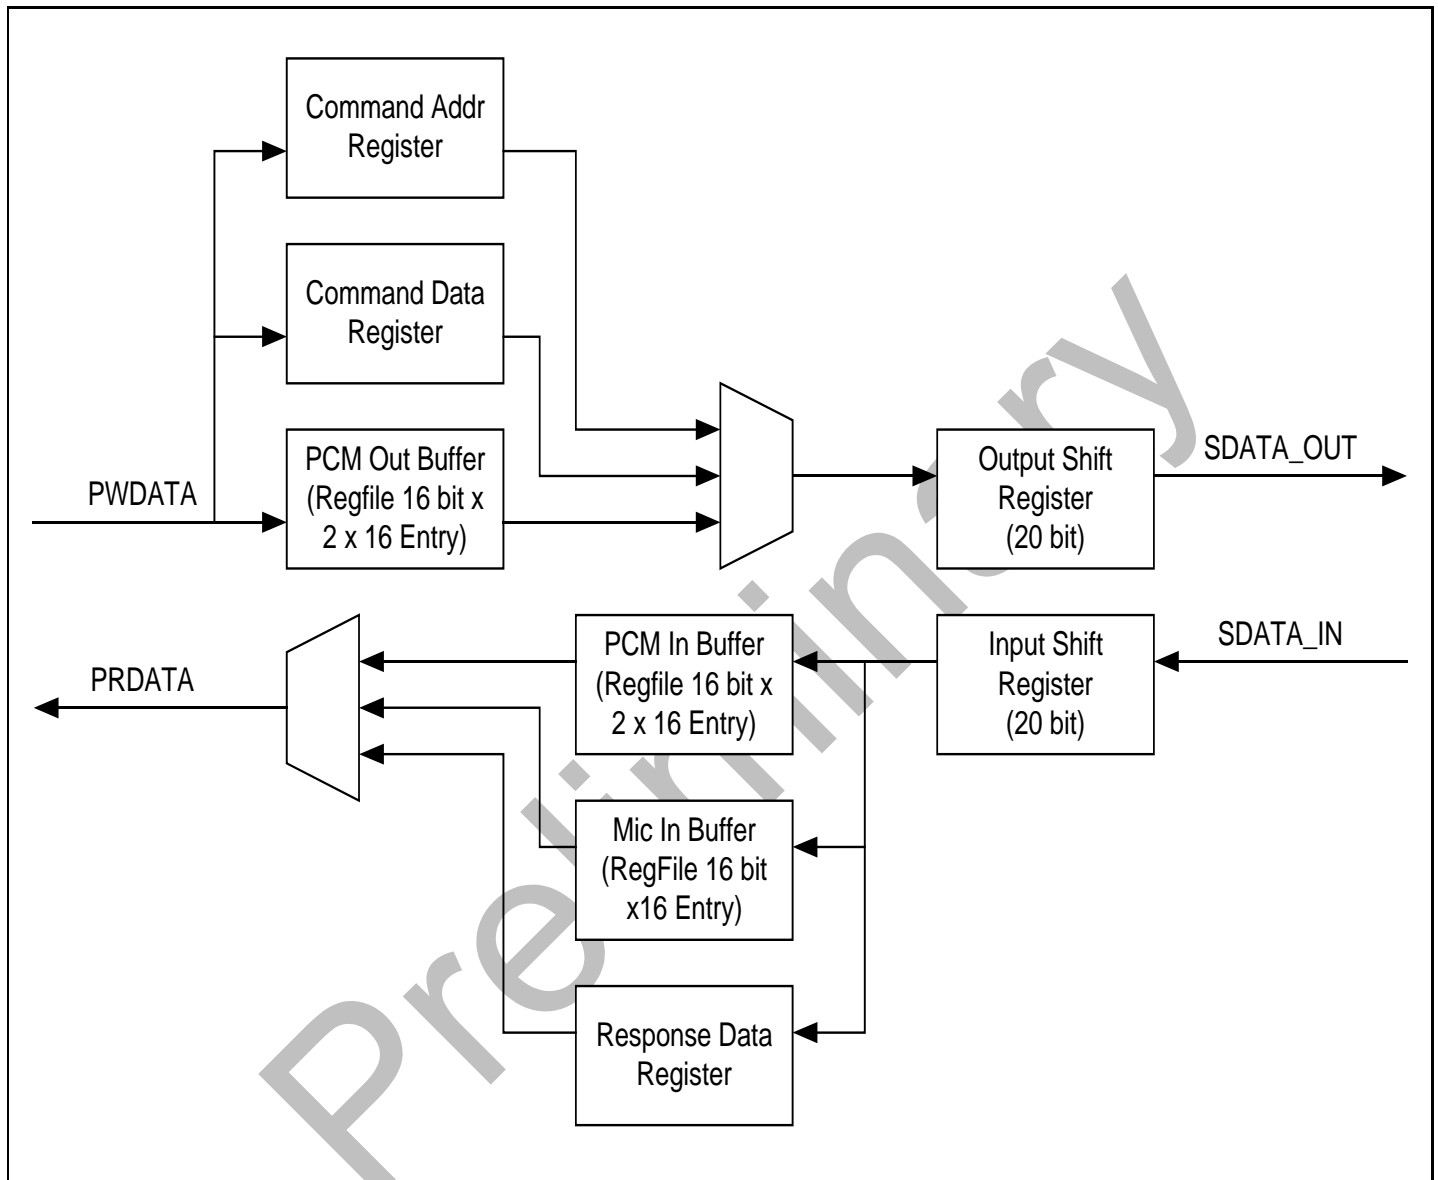 Command Addr
Register
Command Data
Register
PCM Out Buffer
(Regfile 16 bit x
2 x 16 Entry)
PWDATA
Output Shift
Register
(20 bit)
SDATA_OUT
PRDATA
PCM In Buffer
(Regfile 16 bit x
2 x 16 Entry)
Input Shift
Register
(20 bit)
SDATA_IN
Mic In Buffer
(RegFile 16 bit
x16 Entry)
Response Data
Register
Preliminary